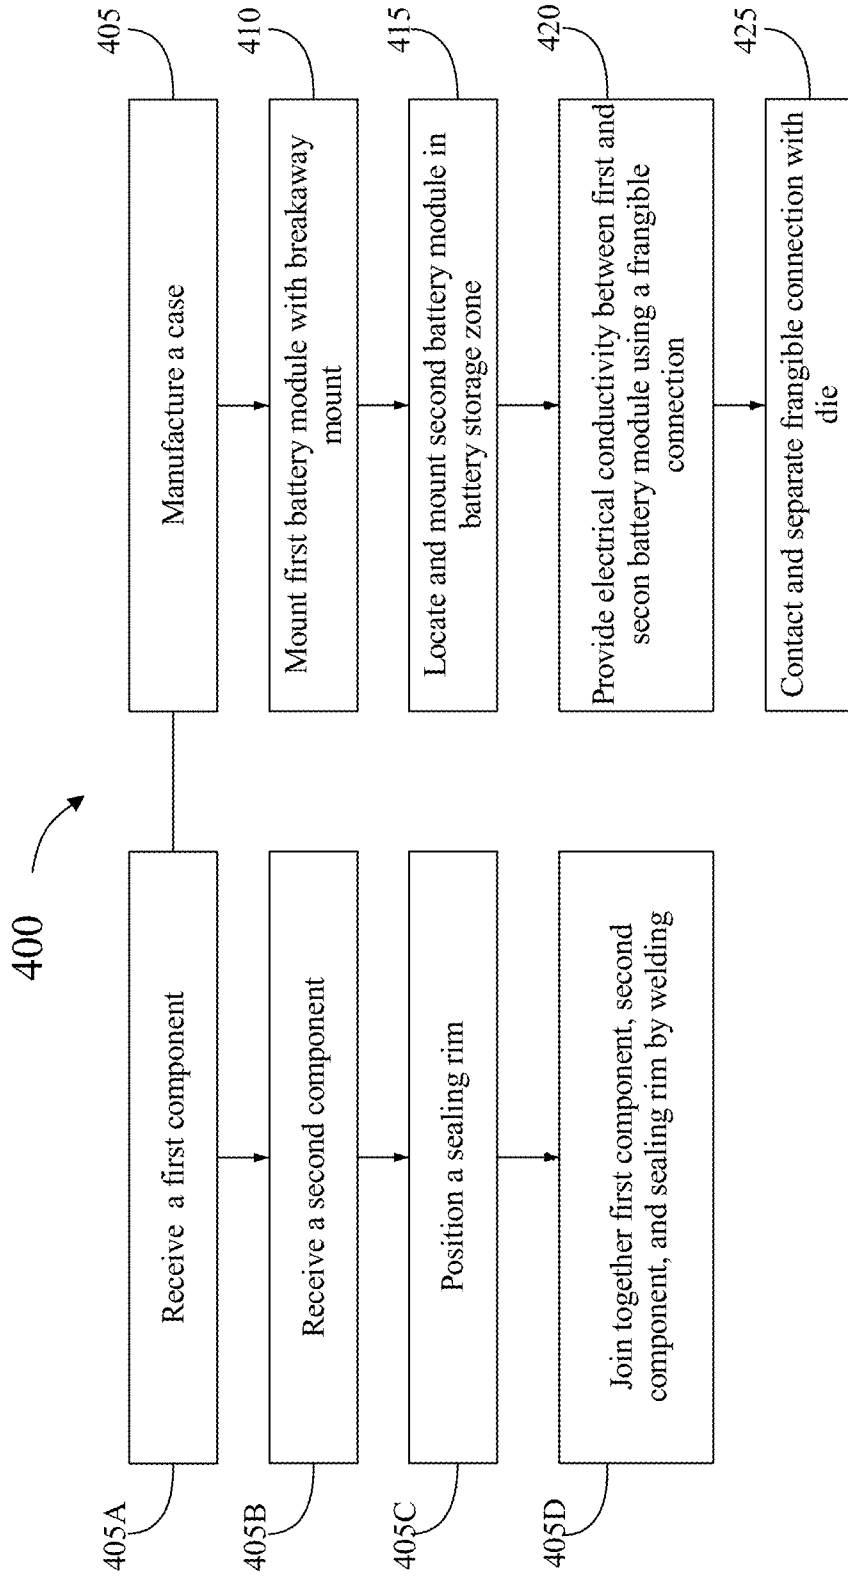 400
405A
Receive a first component
405B
Receive a second component
405C
Position a sealing rim
405D
Join together first component, second
component, and sealing rim by welding
405
Manufacture a case
410
Mount first battery module with breakaway
mount
415
Locate and mount second battery module in
battery storage zone
420
Provide electrical conductivity between first and
secon battery module using a frangible
connection
425
Contact and separate frangible connection with
die